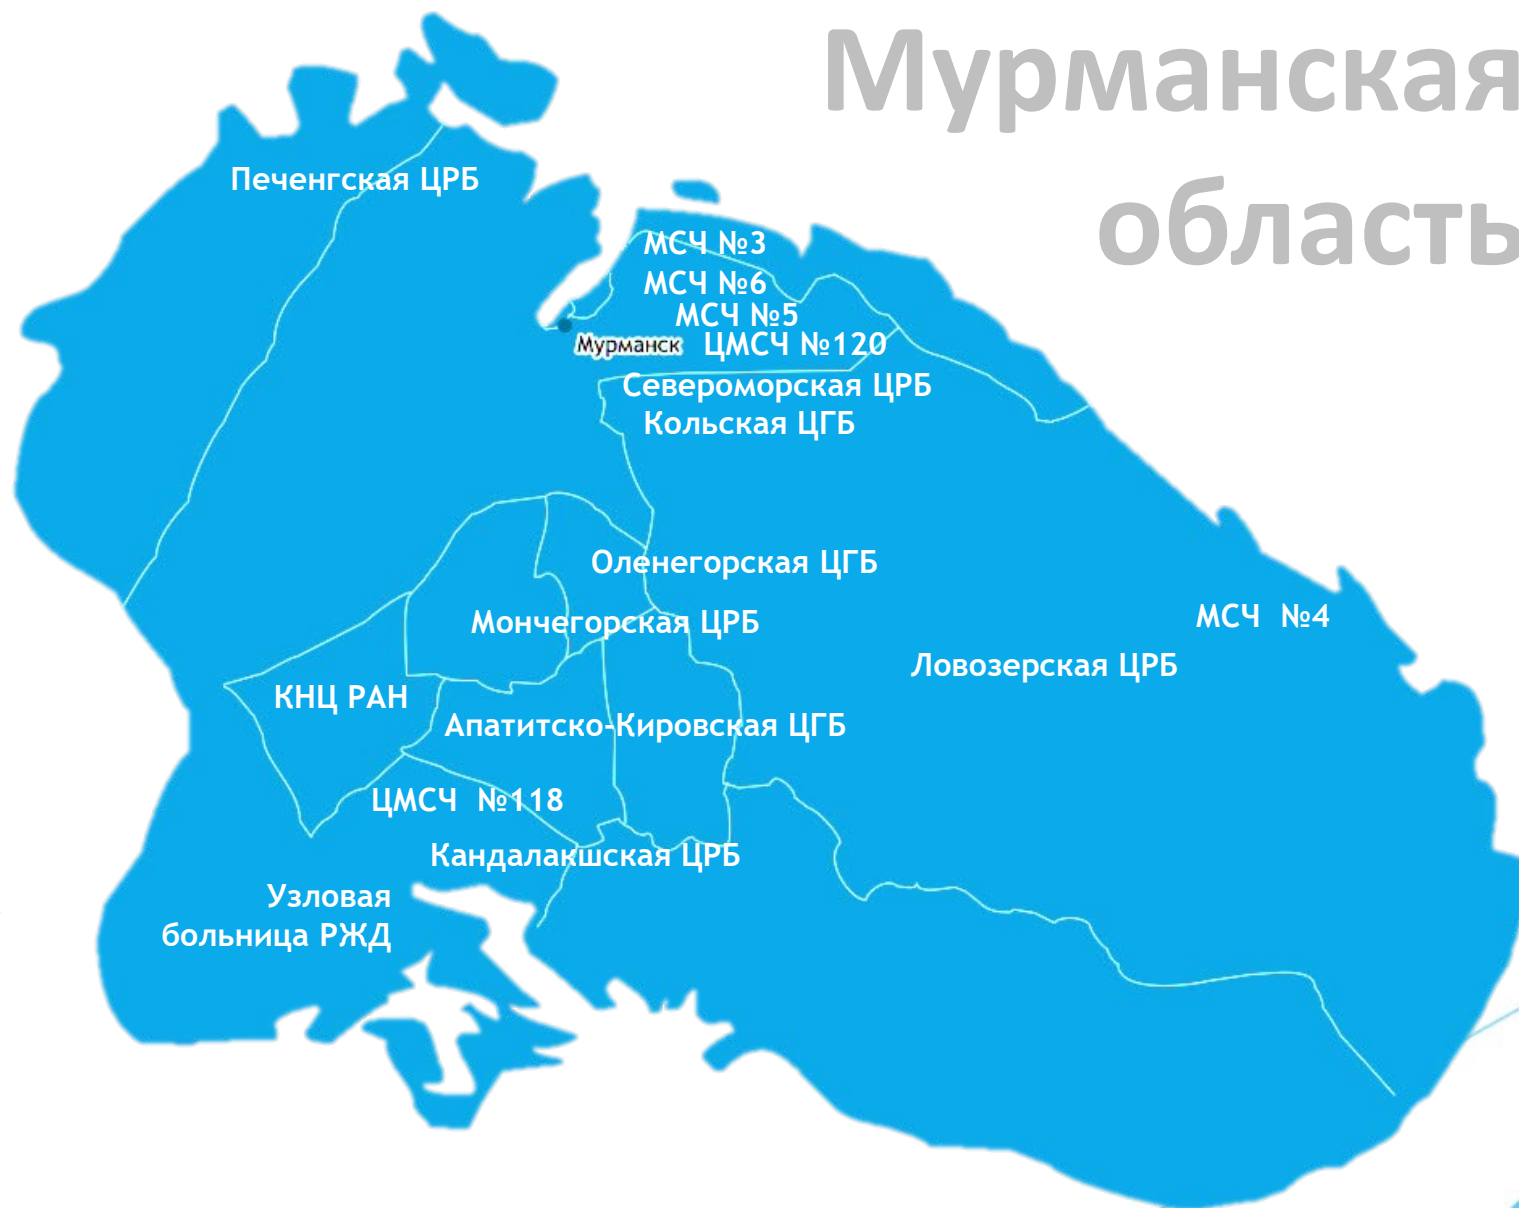 Мурманская
область
Печенгская ЦРБ
МСЧ №3
МСЧ №6
МСЧ №5
Мурманск
ЦМСЧ №120
Североморская ЦРБ
Кольская ЦГБ
Оленегорская ЦГБ
Мончегорская ЦРБ
МСЧ №4
Ловозерская ЦРБ
КНЦ РАН
Апатитско-Кировская ЦГБ
ЦМСЧ №118
Кандалакшская ЦРБ
Узловая
больница РЖД